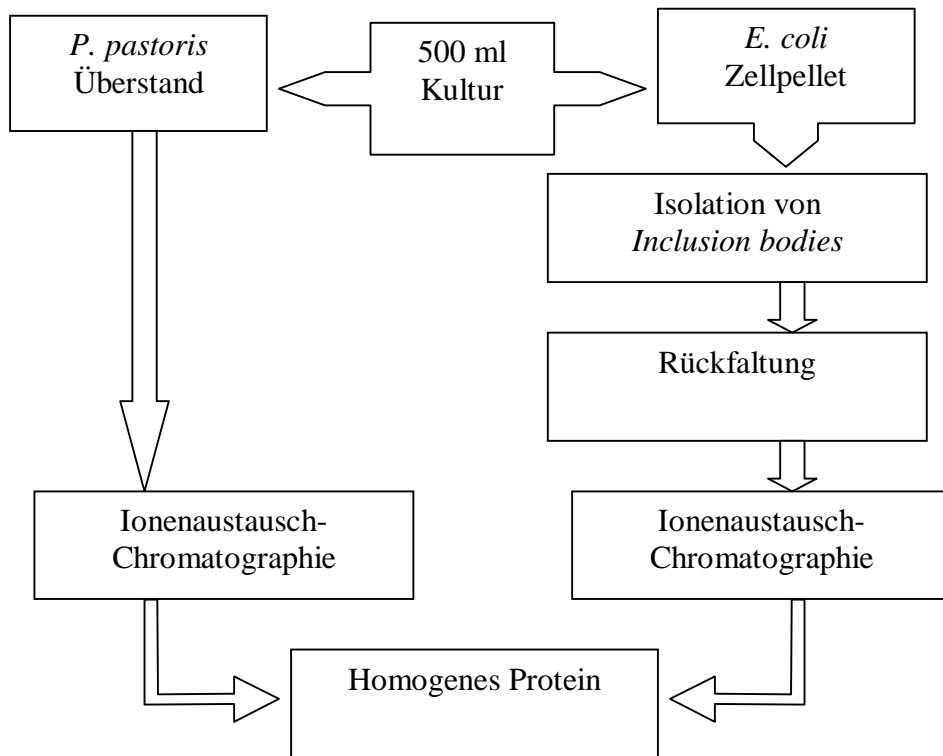 P. pastoris
Überstand
500 ml
Kultur
E. coli
Zellpellet
Isolation von
Inclusion bodies
Rückfaltung
Ionenaustausch-
Chromatographie
Ionenaustausch-
Chromatographie
Homogenes Protein